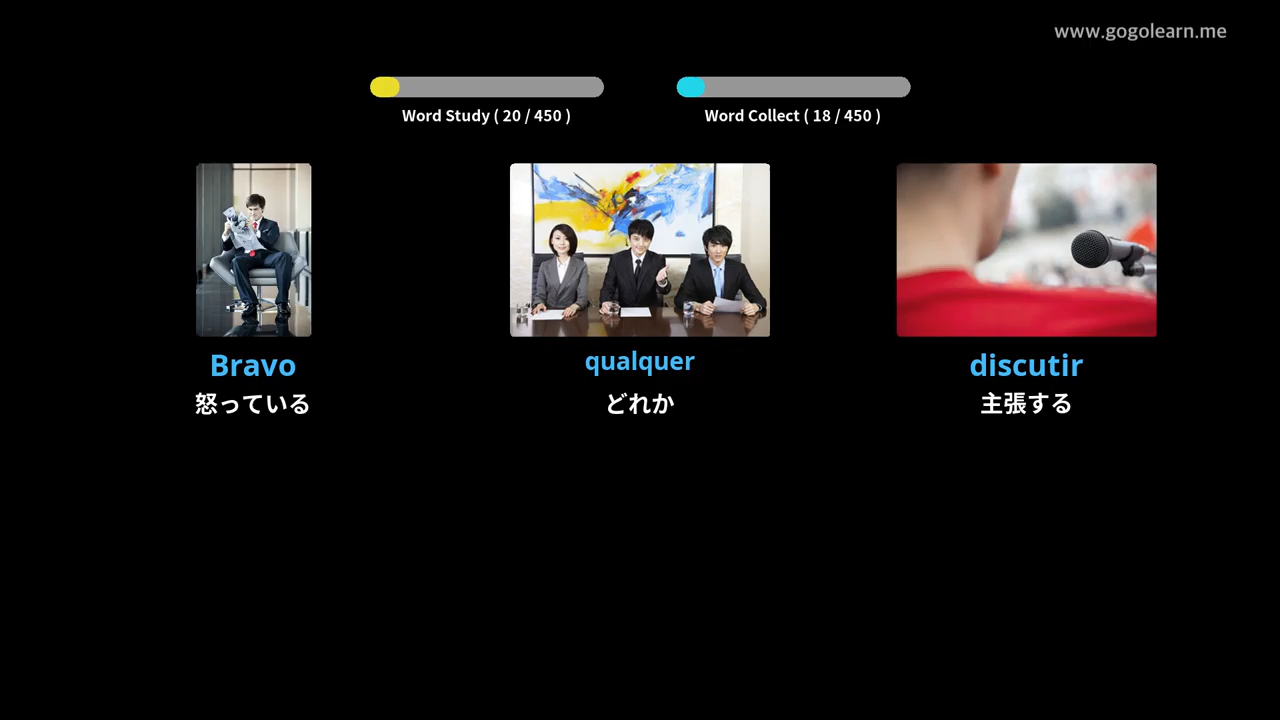 www.gogolearn.me
Word Study ( 20 / 450 )
Word Collect ( 18 / 450 )
Bravo
怒っている
qualquer
どれか
discutir
主張する